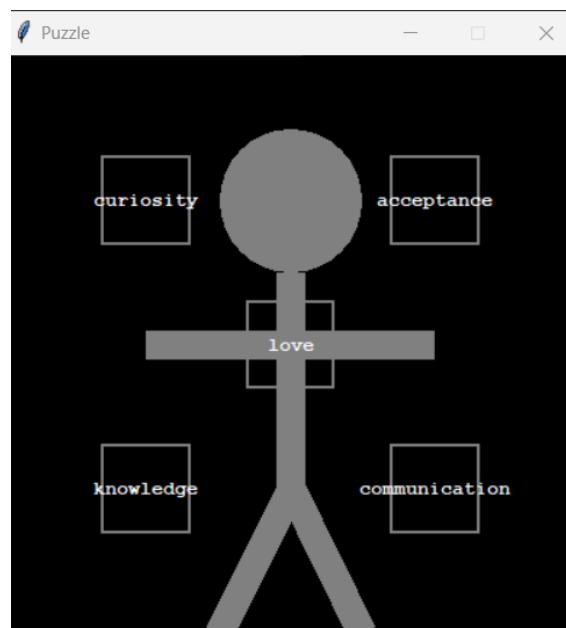 Puzzle
curiosity
acceptance
love
knowledge
communication